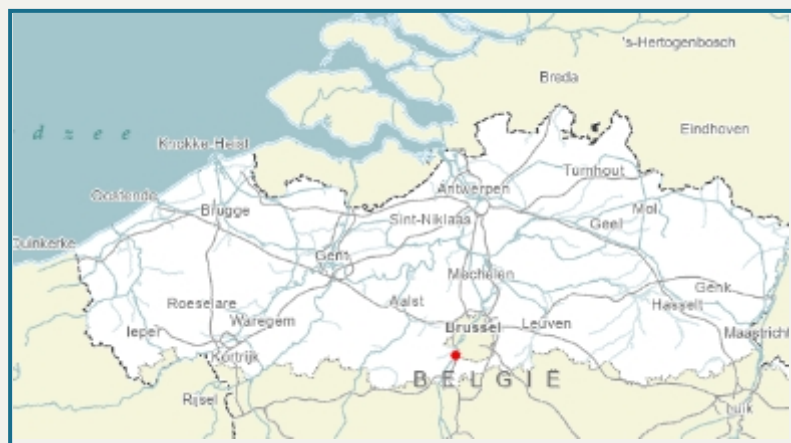 's-Hertogenbosch
Breda
Eindhoven
dzee
Knokke-Heist
Turnhout
Oostende
Antwerpen
Brugge
Mol
Sint-Niklaas
Geel
Duinkerke
Gent
Mechelen
Genk
Roeselare
Aalst
Hasselt
Waregem
Brussel
Leuven
Ieper
Maastricht
Kortrijk
BELGIË
Rijsel
Luik